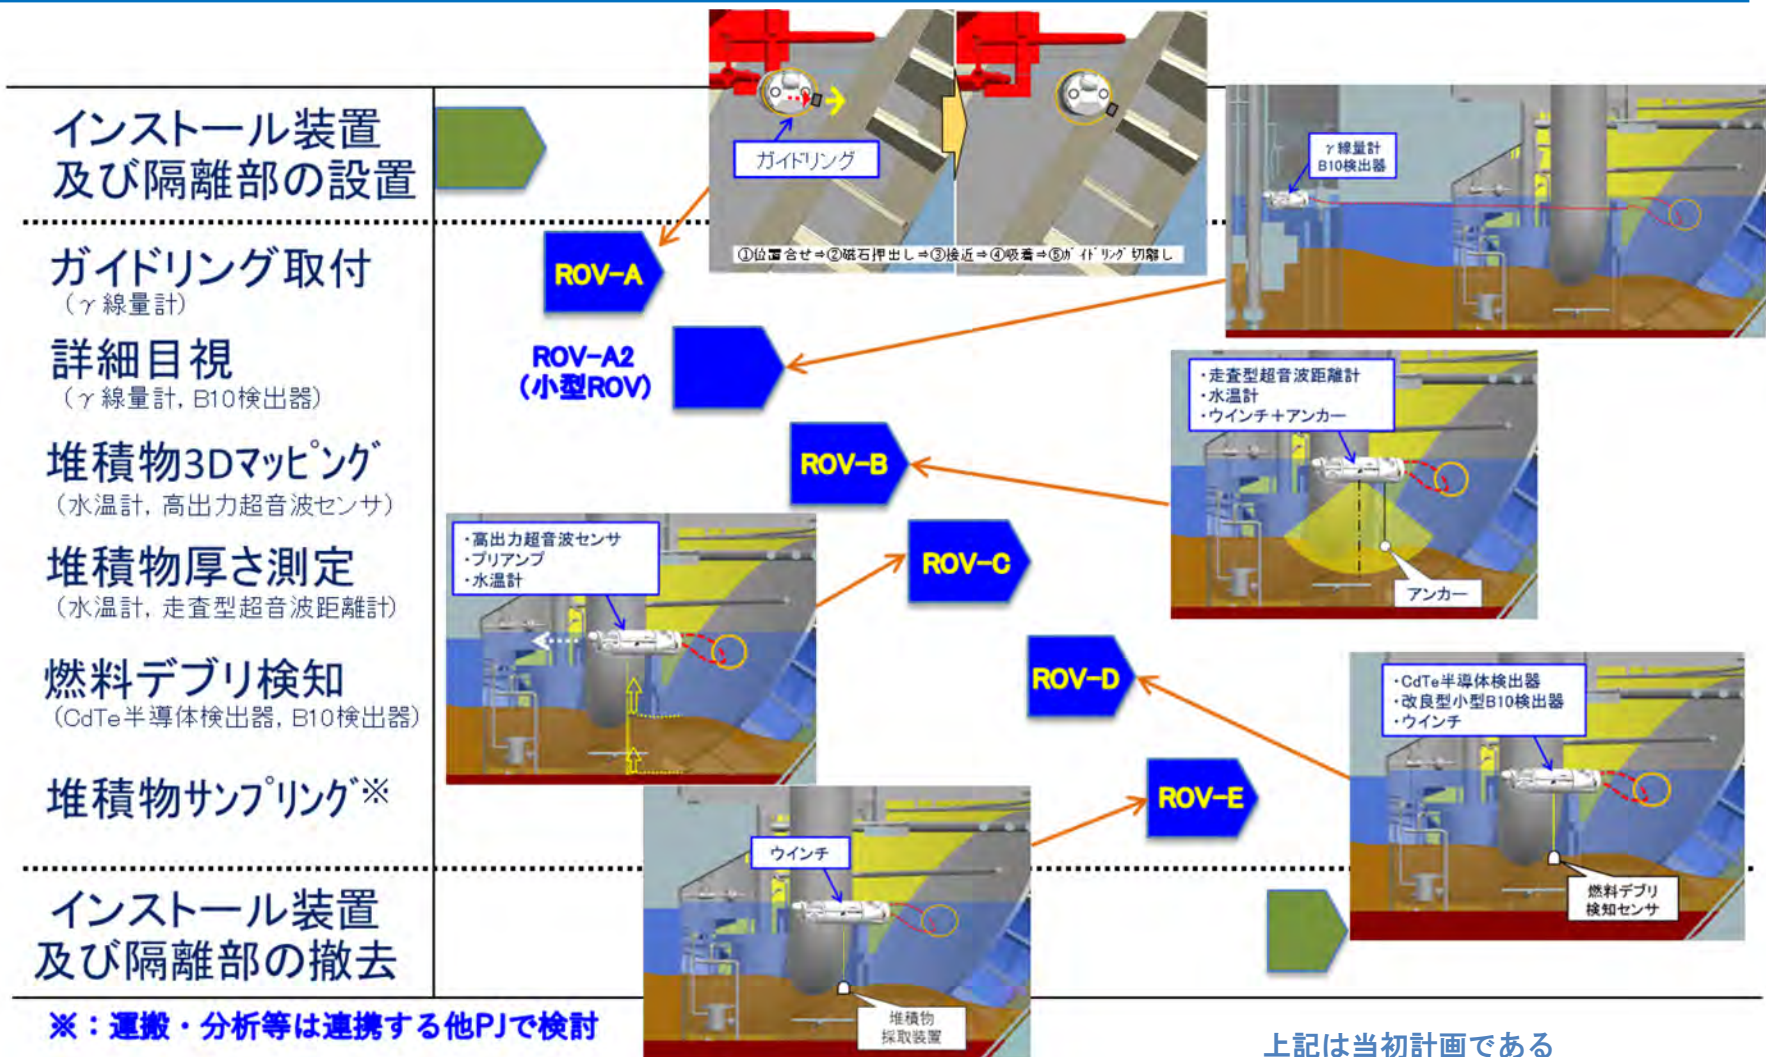 インストール装置
及び隔離部の設置
ガイドリング
①位置合せ⇒②磁石押出し⇒③接近⇒④吸着⇒⑤ガイドリング切離し
γ線量計
B10検出器
ガイドリング取付
(γ線量計)
ROV-A
詳細目視
(γ線量計, B10検出器)
ROV-A2
(小型ROV)
・走査型超音波距離計
・水温計
・ウインチ+アンカー
アンカー
堆積物3Dマッピング
(水温計, 高出力超音波センサ)
ROV-B
・高出力超音波センサ
・プリアンプ
・水温計
堆積物厚さ測定
(水温計, 走査型超音波距離計)
ROV-C
燃料デブリ検知
(CdTe半導体検出器, B10検出器)
ROV-D
・CdTe半導体検出器
・改良型小型B10検出器
・ウインチ
燃料デブリ
検知センサ
堆積物サンプリング※
ROV-E
ウインチ
堆積物
採取装置
インストール装置
及び隔離部の撤去
※：運搬・分析等は連携する他PJで検討
上記は当初計画である